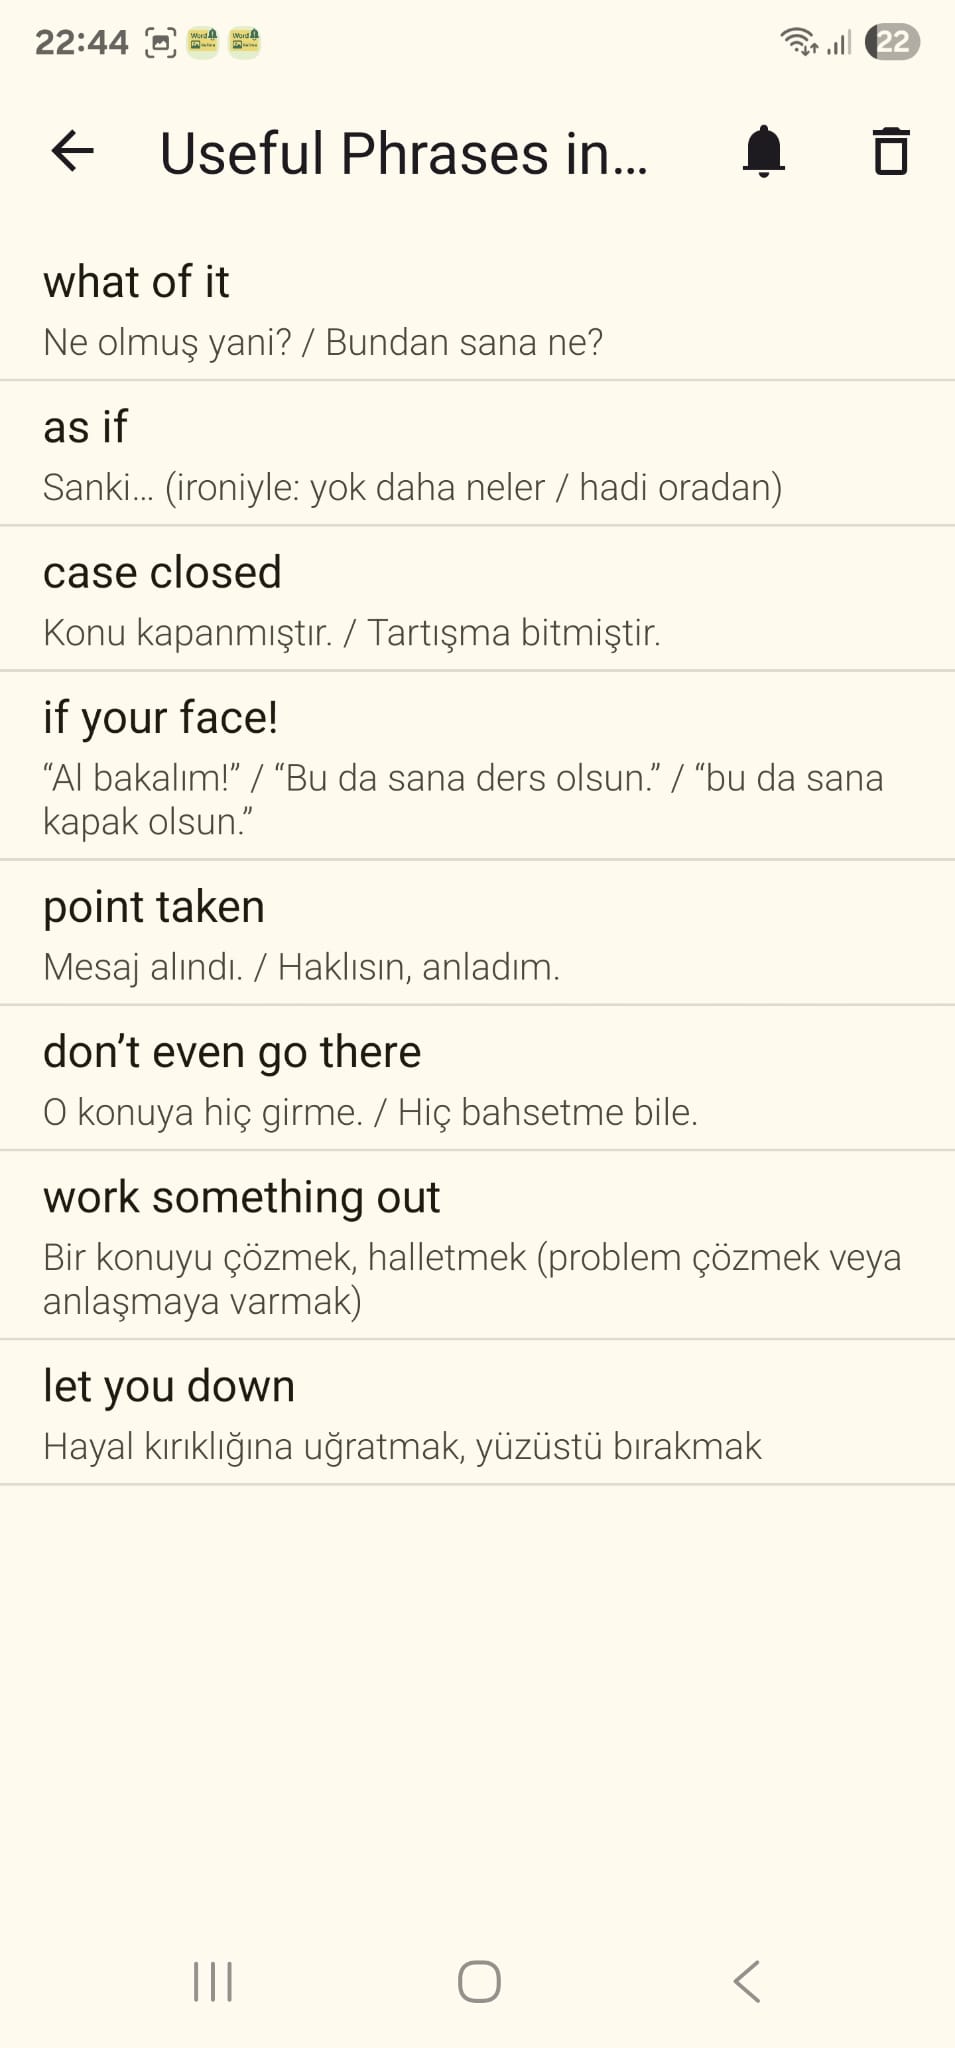 22:44
22
Useful Phrases in...
what of it
Ne olmuş yani? / Bundan sana ne?
as if
Sanki... (ironiyle: yok daha neler / hadi oradan)
case closed
Konu kapanmıştır. / Tartışma bitmiştir.
if your face!
“Al bakalım!” / “Bu da sana ders olsun.” / “bu da sana
kapak olsun.”
point taken
Mesaj alındı. / Haklısın, anladım.
don’t even go there
O konuya hiç girme. / Hiç bahsetme bile.
work something out
Bir konuyu çözmek, halletmek (problem çözmek veya
anlaşmaya varmak)
let you down
Hayal kırıklığına uğratmak, yüzüstü bırakmak